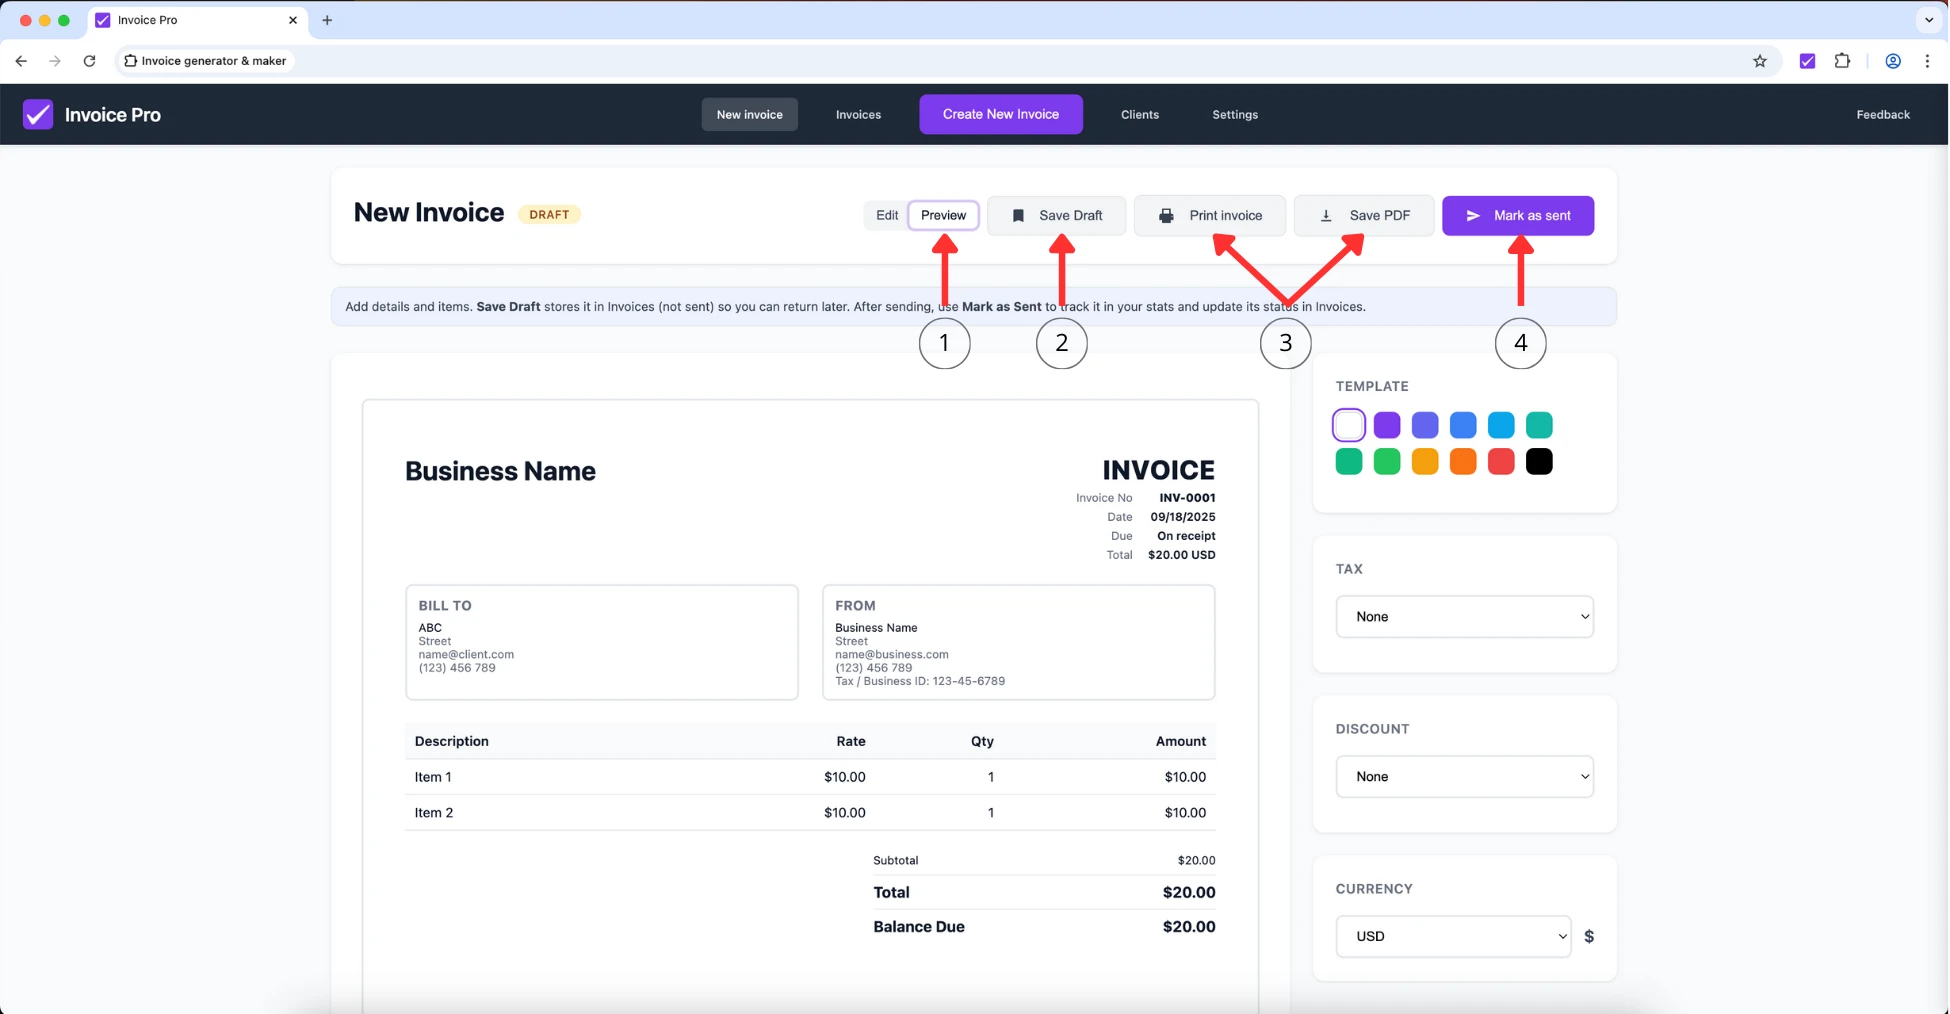 Invoice Pro
Invoice generator & maker
Invoice Pro
New invoice
Invoices
Create New Invoice
Clients
Settings
Feedback
New Invoice
DRAFT
Edit
Preview
Save Draft
Print invoice
Save PDF
Mark as sent
Add details and items. Save Draft stores it in Invoices (not sent) so you can return later. After sending, use Mark as Sent to track it in your stats and update its status in Invoices.
1
2
3
4
Business Name
INVOICE
Invoice No INV-0001
Date 09/18/2025
Due On receipt
Total $20.00 USD
BILL TO
ABC
Street
name@client.com
(123) 456 789
FROM
Business Name
Street
name@business.com
(123) 456 789
Tax / Business ID: 123-45-6789
Description Rate Qty Amount
Item 1 $10.00 1 $10.00
Item 2 $10.00 1 $10.00
Subtotal $20.00
Total $20.00
Balance Due $20.00
TEMPLATE
TAX
None
DISCOUNT
None
CURRENCY
USD $